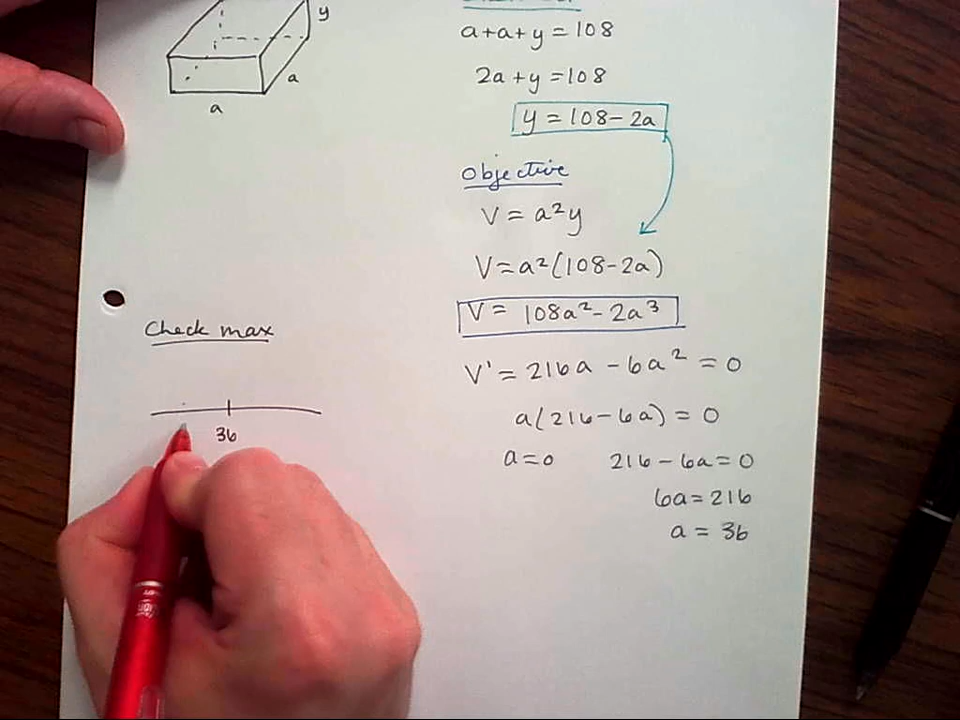 y
a
a
a+a+y = 108
2a+y = 108
y = 108 - 2a
Objective
V = a²y
V = a²(108-2a)
V = 108a² - 2a³
V' = 216a - 6a² = 0
a(216-6a) = 0
a=0 216-6a=0
6a=216
a = 36
Check max
36